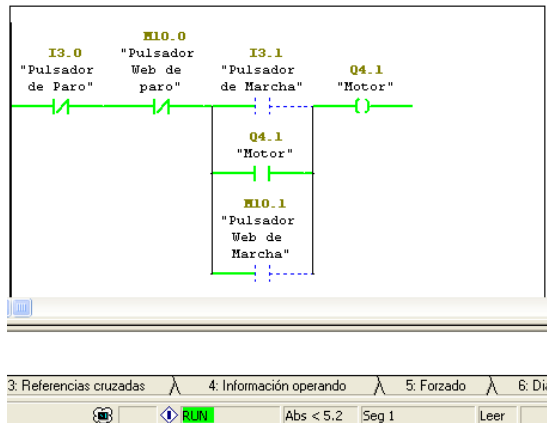 I3.0
"Pulsador
de Paro"
M10.0
"Pulsador
Web de
paro"
I3.1
"Pulsador
de Marcha"
Q4.1
"Motor"
Q4.1
"Motor"
M10.1
"Pulsador
Web de
Marcha"
3: Referencias cruzadas 4: Información operando 5: Forzado 6: Di
RUN Abs < 5.2 Seg 1 Leer